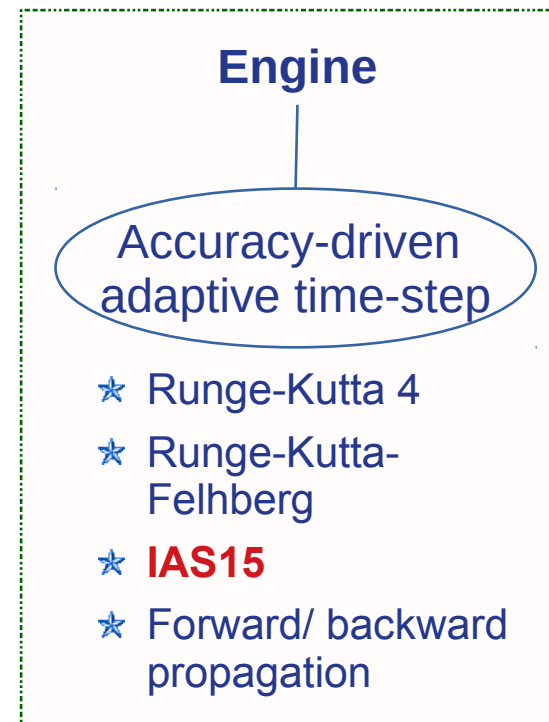 Engine
Accuracy-driven
adaptive time-step
Runge-Kutta 4
Runge-Kutta-
Felhberg
IAS15
Forward/ backward
propagation